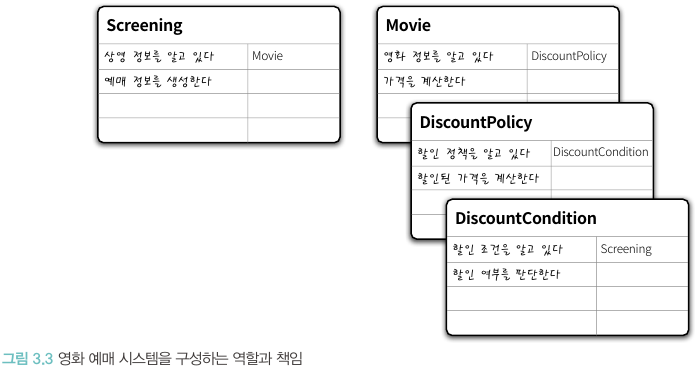 Screening
상영 정보를 알고 있다 Movie
예매 정보를 생성한다
Movie
영화 정보를 알고 있다 DiscountPolicy
가격을 계산한다
DiscountPolicy
할인 정책을 알고 있다 DiscountCondition
할인된 가격을 계산한다
DiscountCondition
할인 조건을 알고 있다 Screening
할인 여부를 판단한다
그림 3.3 영화 예매 시스템을 구성하는 역할과 책임